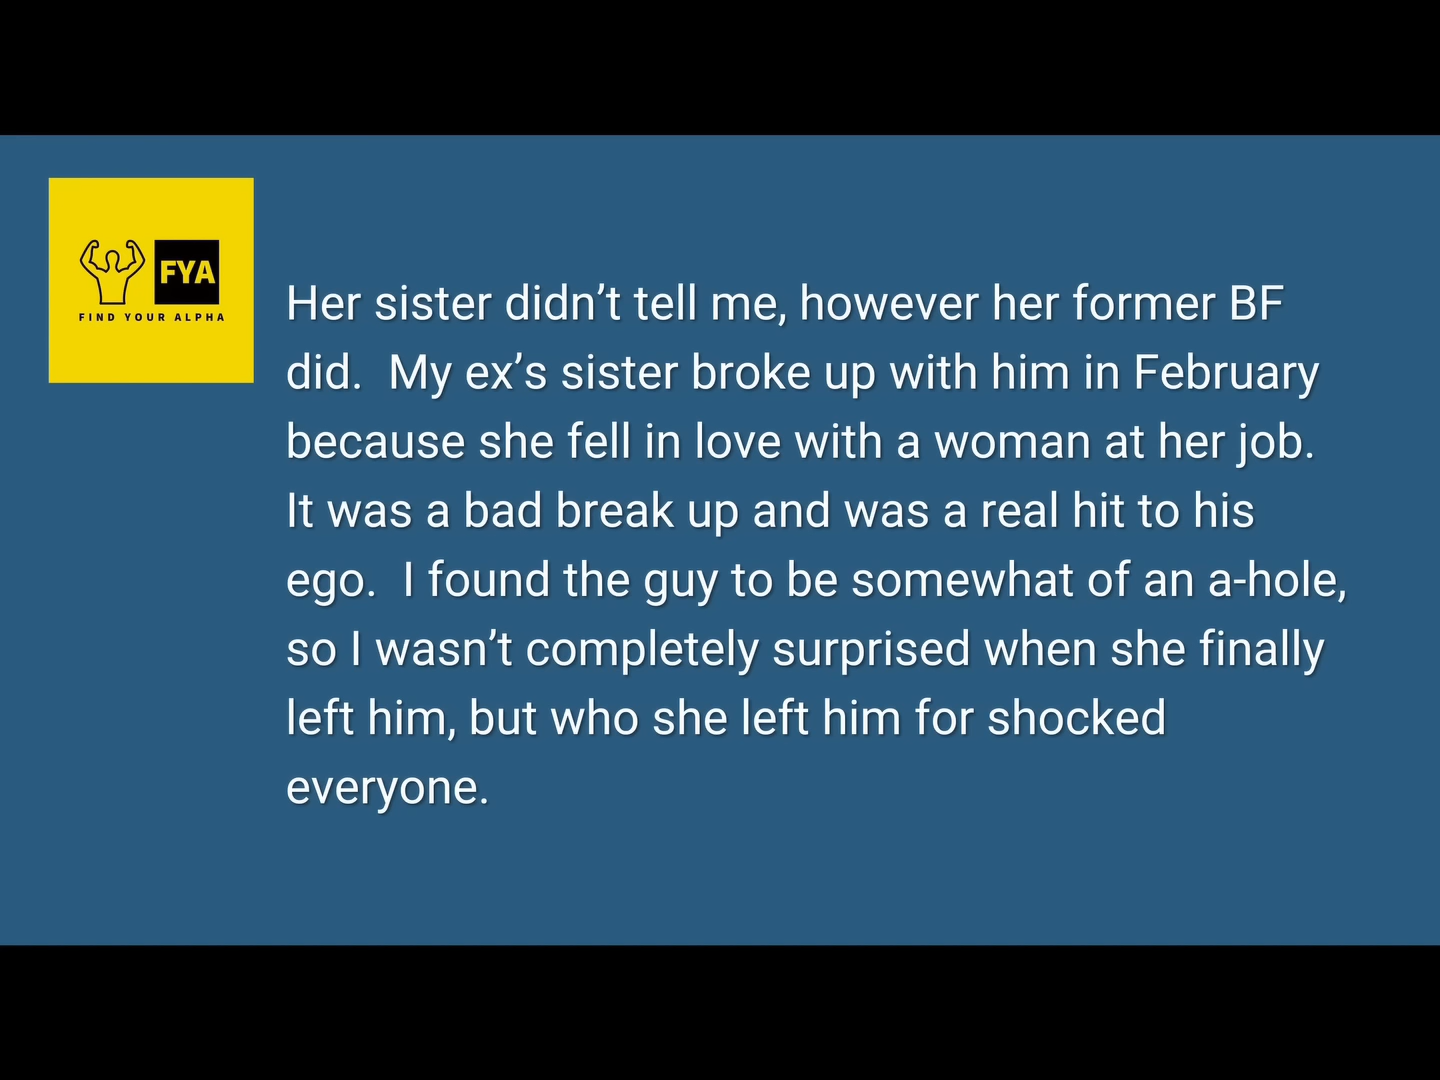 FYA
FIND YOUR ALPHA
Her sister didn’t tell me, however her former BF
did.  My ex’s sister broke up with him in February
because she fell in love with a woman at her job.
It was a bad break up and was a real hit to his
ego.  I found the guy to be somewhat of an a-hole,
so I wasn’t completely surprised when she finally
left him, but who she left him for shocked
everyone.